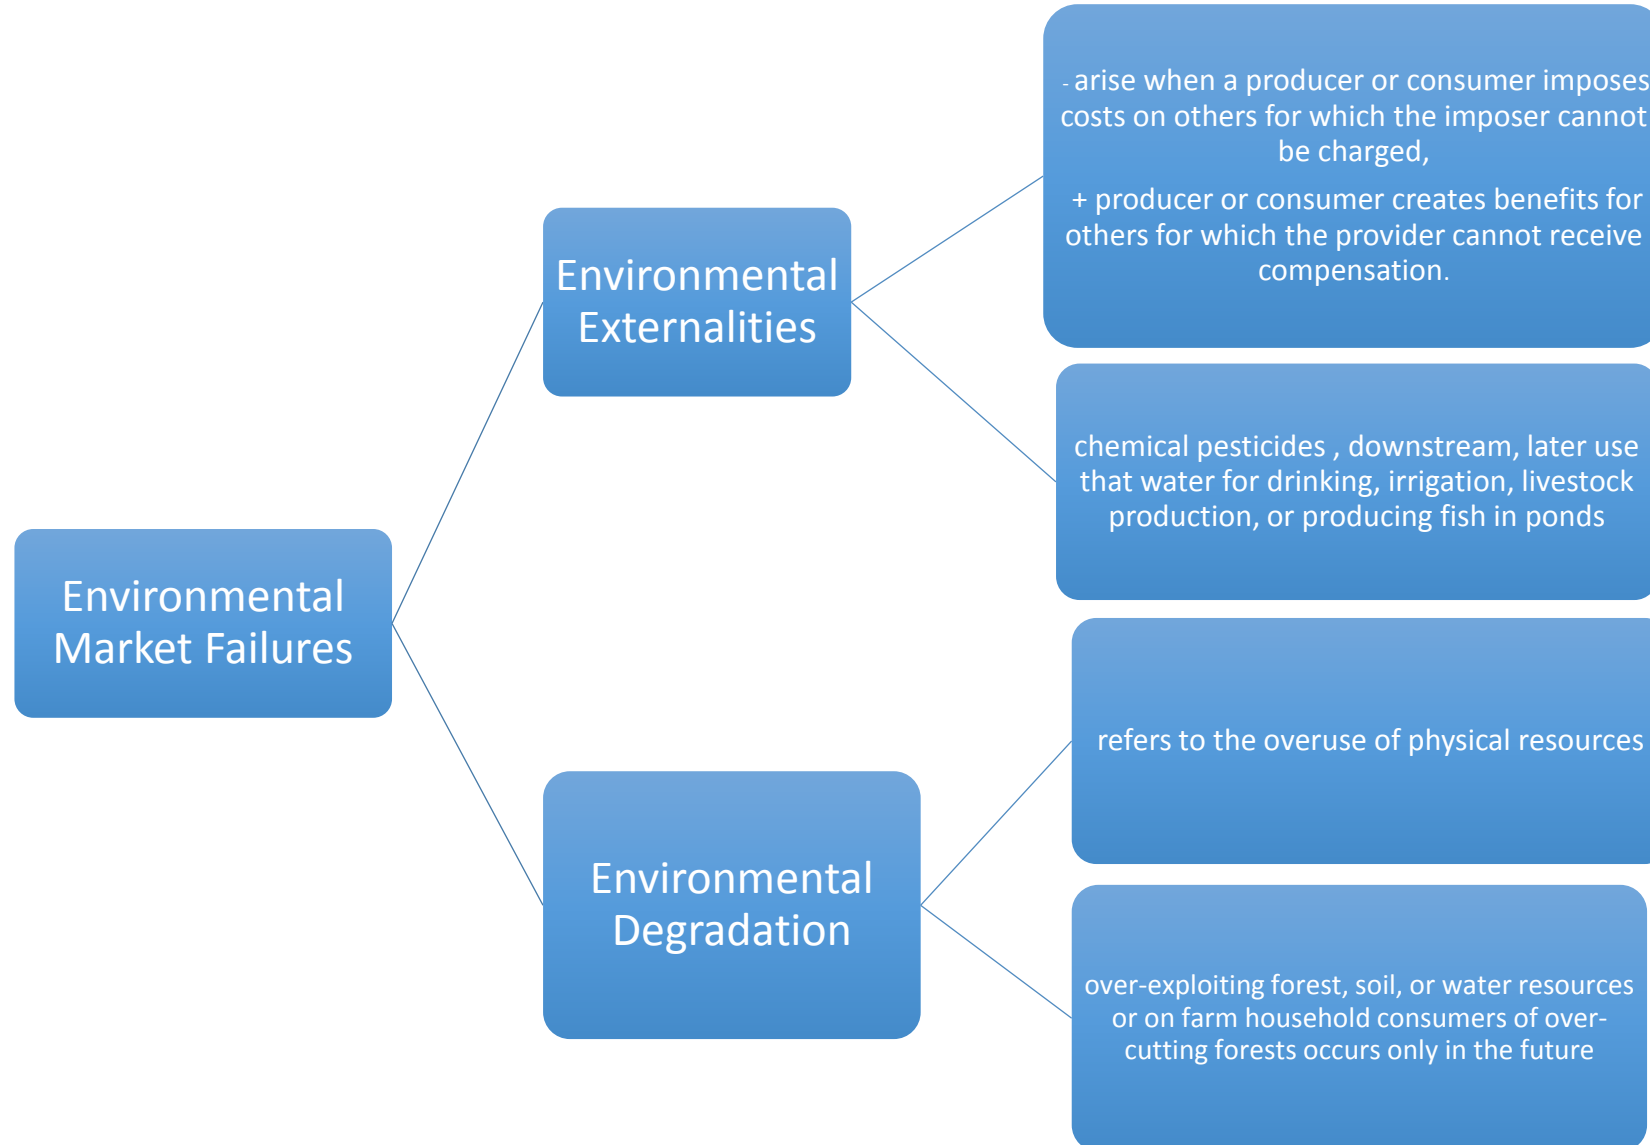 Environmental
Market Failures
Environmental
Externalities
- arise when a producer or consumer imposes
costs on others for which the imposer cannot
be charged,
+ producer or consumer creates benefits for
others for which the provider cannot receive
compensation.
chemical pesticides , downstream, later use
that water for drinking, irrigation, livestock
production, or producing fish in ponds
Environmental
Degradation
refers to the overuse of physical resources
over-exploiting forest, soil, or water resources
or on farm household consumers of over-
cutting forests occurs only in the future